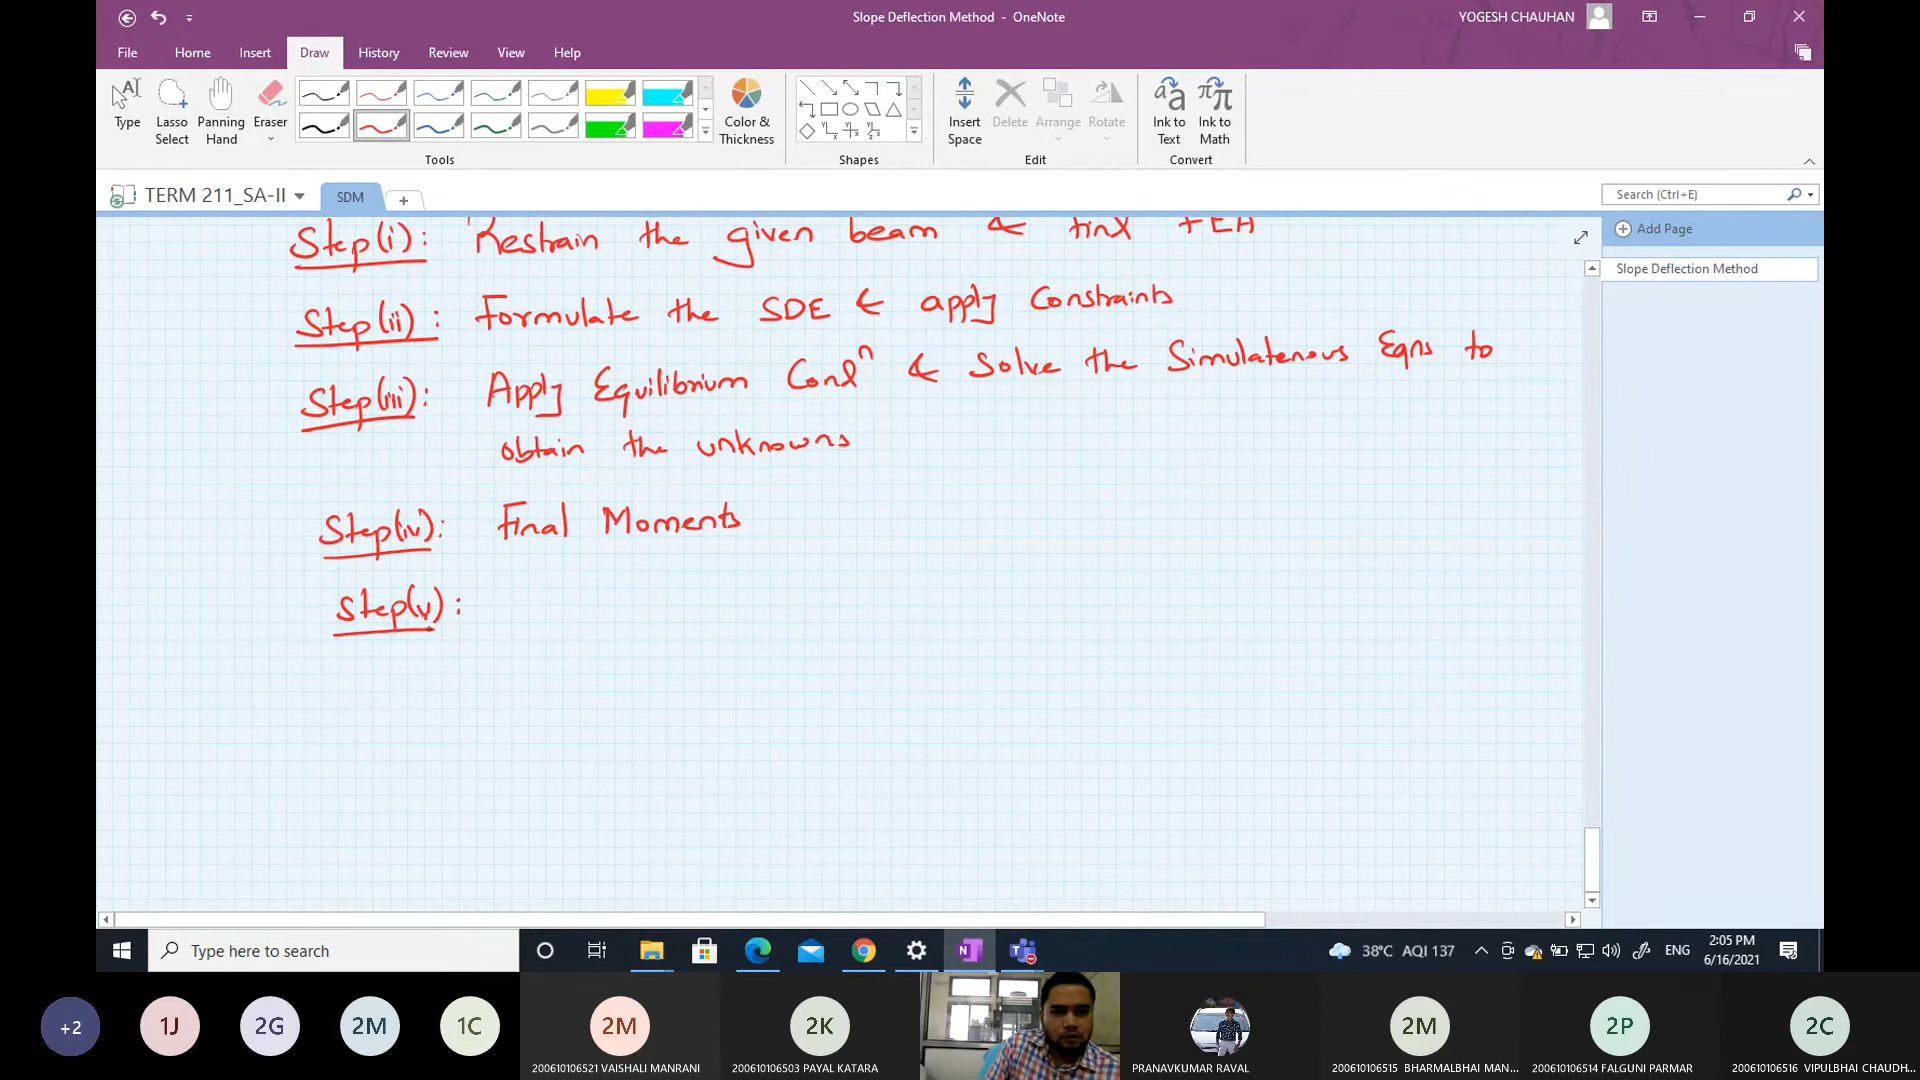 Slope Deflection Method - OneNote
YOGESH CHAUHAN
File Home Insert Draw History View Help
Type
Lasso Select
Panning Hand
Eraser
Color & Thickness
Insert Space
Delete
Arrange
Rotate
Ink to Text
Ink to Math
Tools
Shapes
Edit
Convert
TERM 211_SA-II
SDM
Search (Ctrl+E)
Add Page
Slope Deflection Method
Step(i): Restrain the given beam & find FEM
Step(ii): Formulate the SDE & apply Constraints
Step(iii): Apply Equilibrium Condⁿ & Solve the Simulatenous Eqns to
obtain the unknowns
Step(iv): Final Moments
Step(v):
Type here to search
38°C AQI 137
ENG
2:05 PM
6/16/2021
+2
1J
2G
2M
1C
2M
2K
2M
2P
2C
200610106521 VAISHALI MANRANI
200610106503 PAYAL KATARA
PRANAVKUMAR RAVAL
200610106515 BHARMALBHAI MAN...
200610106514 FALGUNI PARMAR
200610106516 VIPULBHAI CHAUDH...